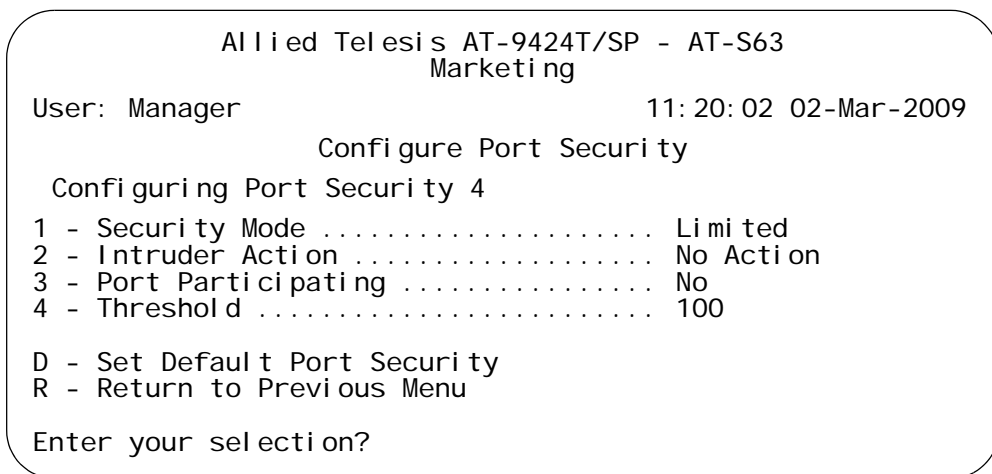 Allied Telesis AT-9424T/SP - AT-S63
Marketing
User: Manager 11:20:02 02-Mar-2009
Configure Port Security
Configuring Port Security 4
1 - Security Mode ..................... Limited
2 - Intruder Action ................... No Action
3 - Port Participating ................ No
4 - Threshold ......................... 100
D - Set Default Port Security
R - Return to Previous Menu
Enter your selection?